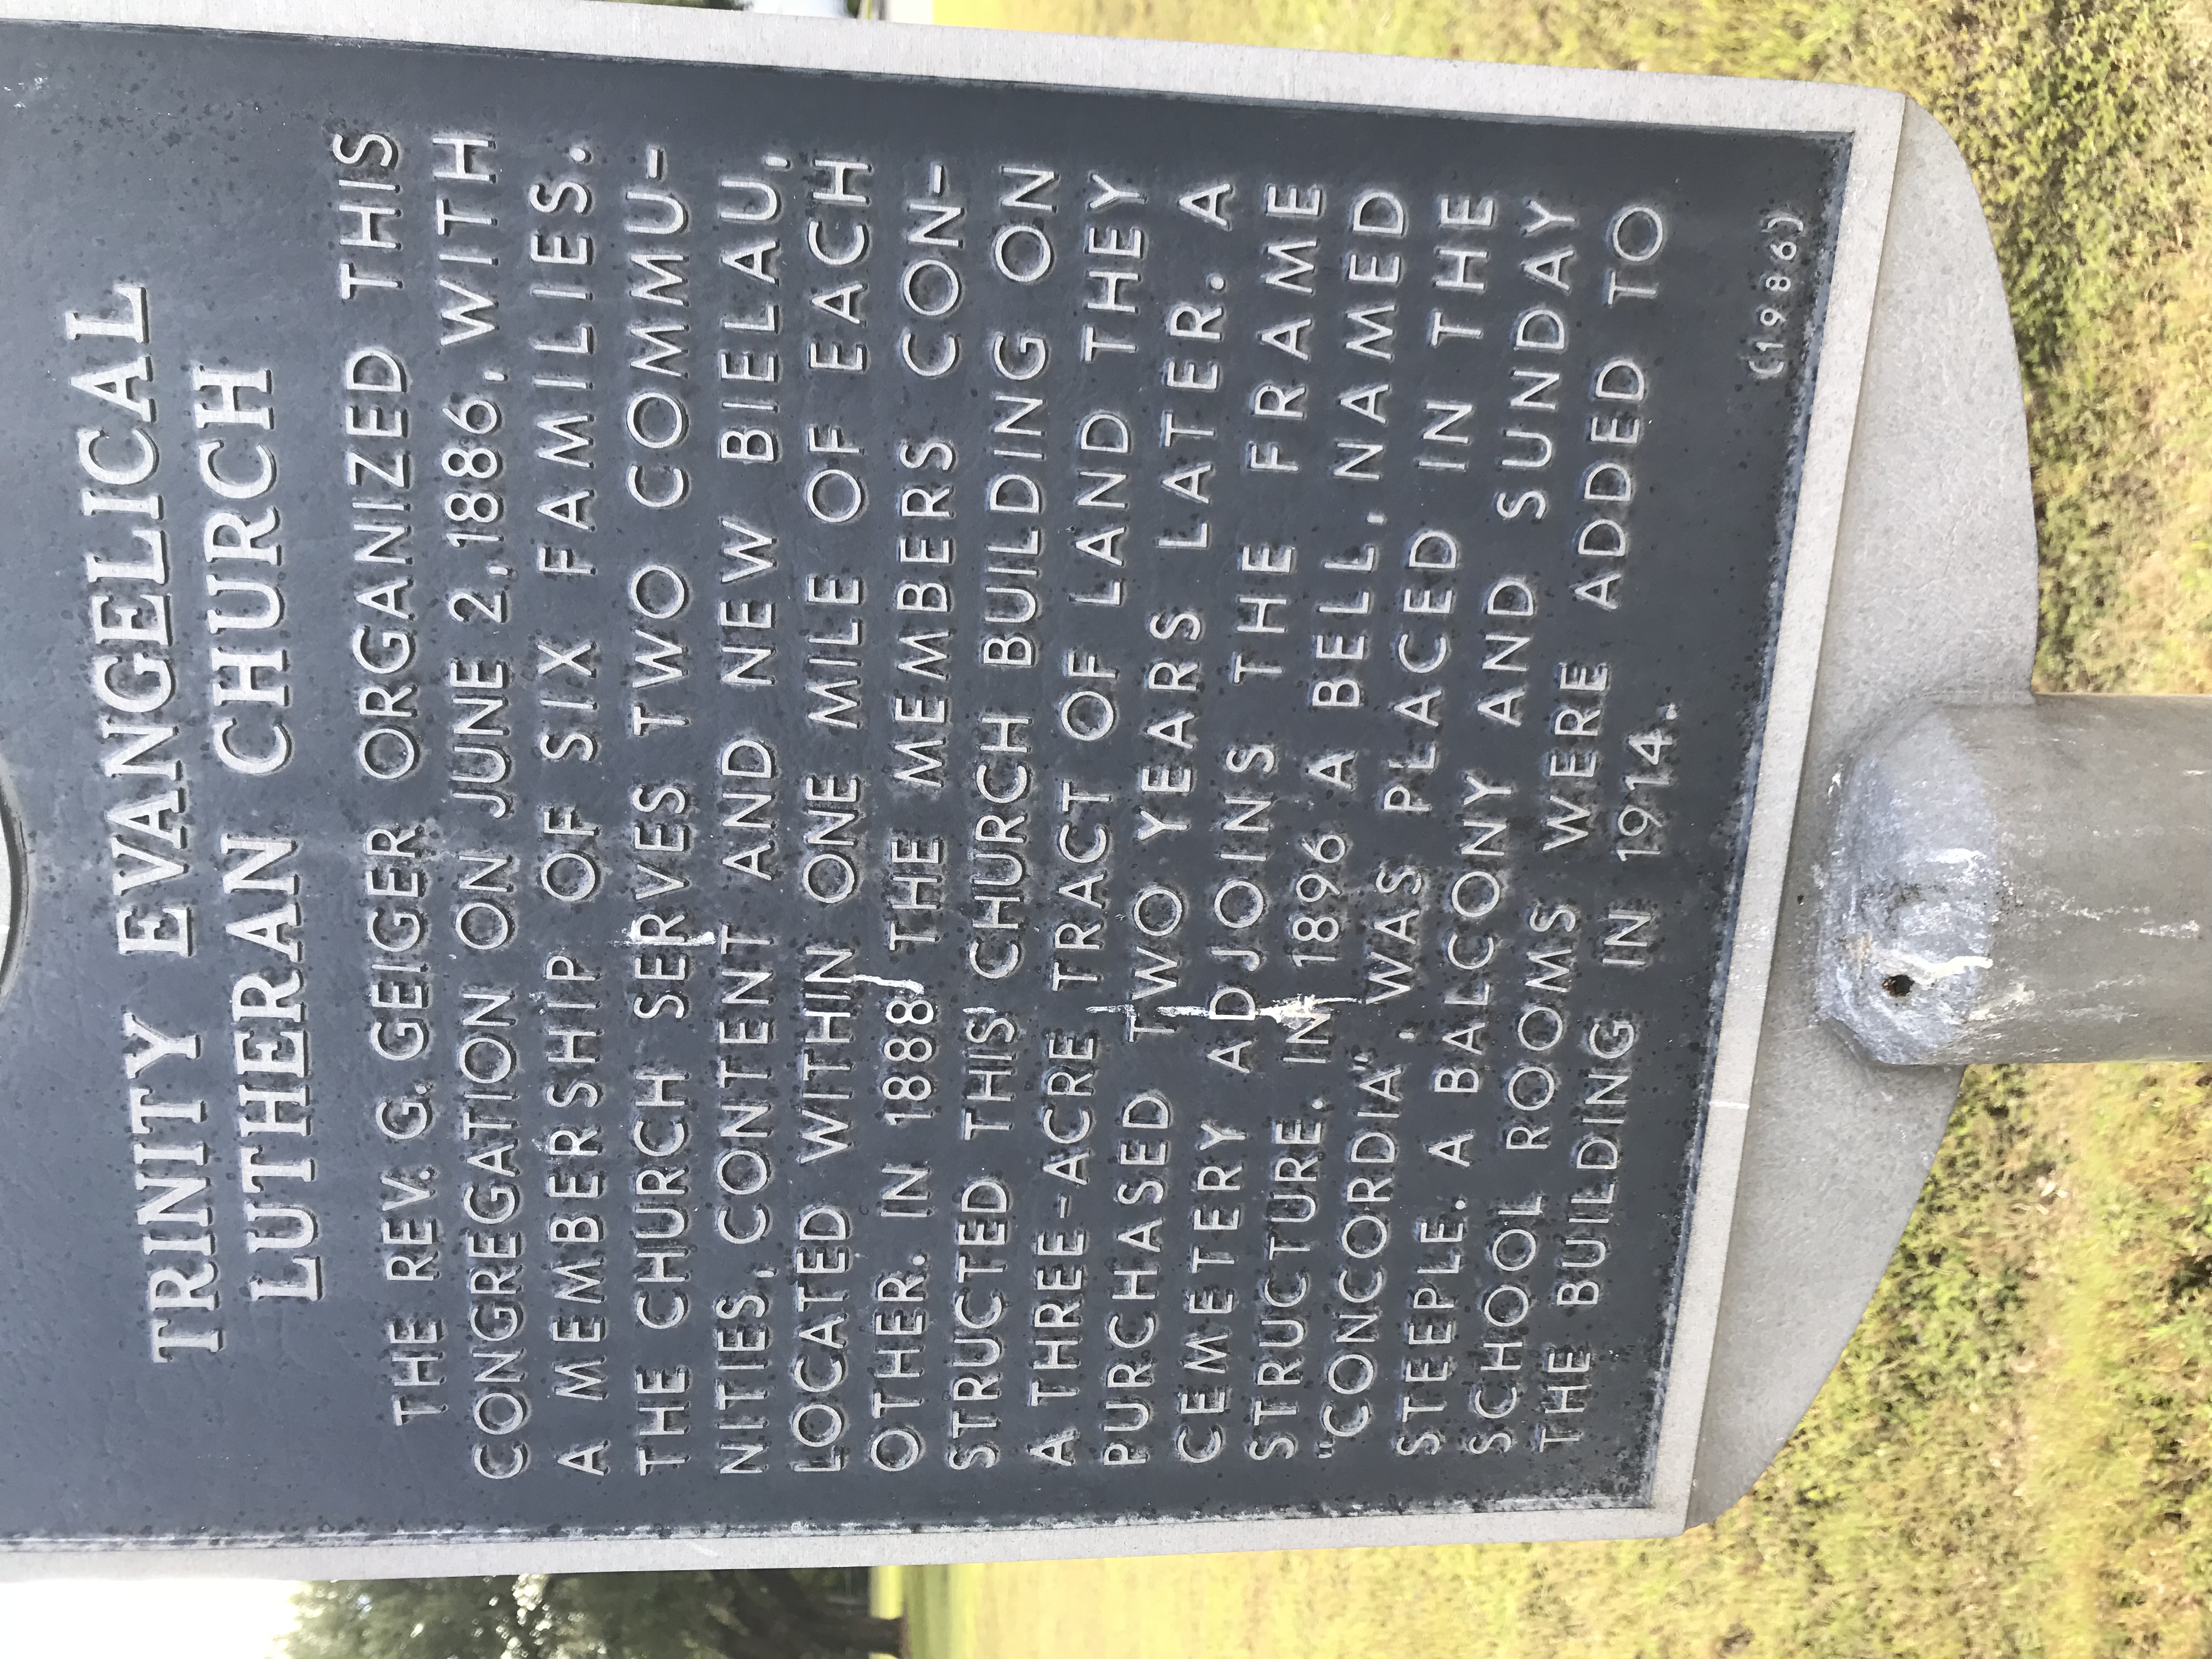 TRINITY EVANGELICAL
LUTHERAN CHURCH
THE REV. G. GEIGER ORGANIZED THIS
CONGREGATION ON JUNE 2, 1886, WITH
A MEMBERSHIP OF SIX FAMILIES.
THE CHURCH SERVES TWO COMMU-
NITIES, CONTENT AND NEW BIELAU,
LOCATED WITHIN ONE MILE OF EACH
OTHER. IN 1888 THE MEMBERS CON-
STRUCTED THIS CHURCH BUILDING ON
A THREE-ACRE TRACT OF LAND THEY
PURCHASED TWO YEARS LATER. A
CEMETERY ADJOINS THE FRAME
STRUCTURE. IN 1896 A BELL, NAMED
"CONCORDIA", WAS PLACED IN THE
STEEPLE. A BALCONY AND SUNDAY
SCHOOL ROOMS WERE ADDED TO
THE BUILDING IN 1914.
(1986)